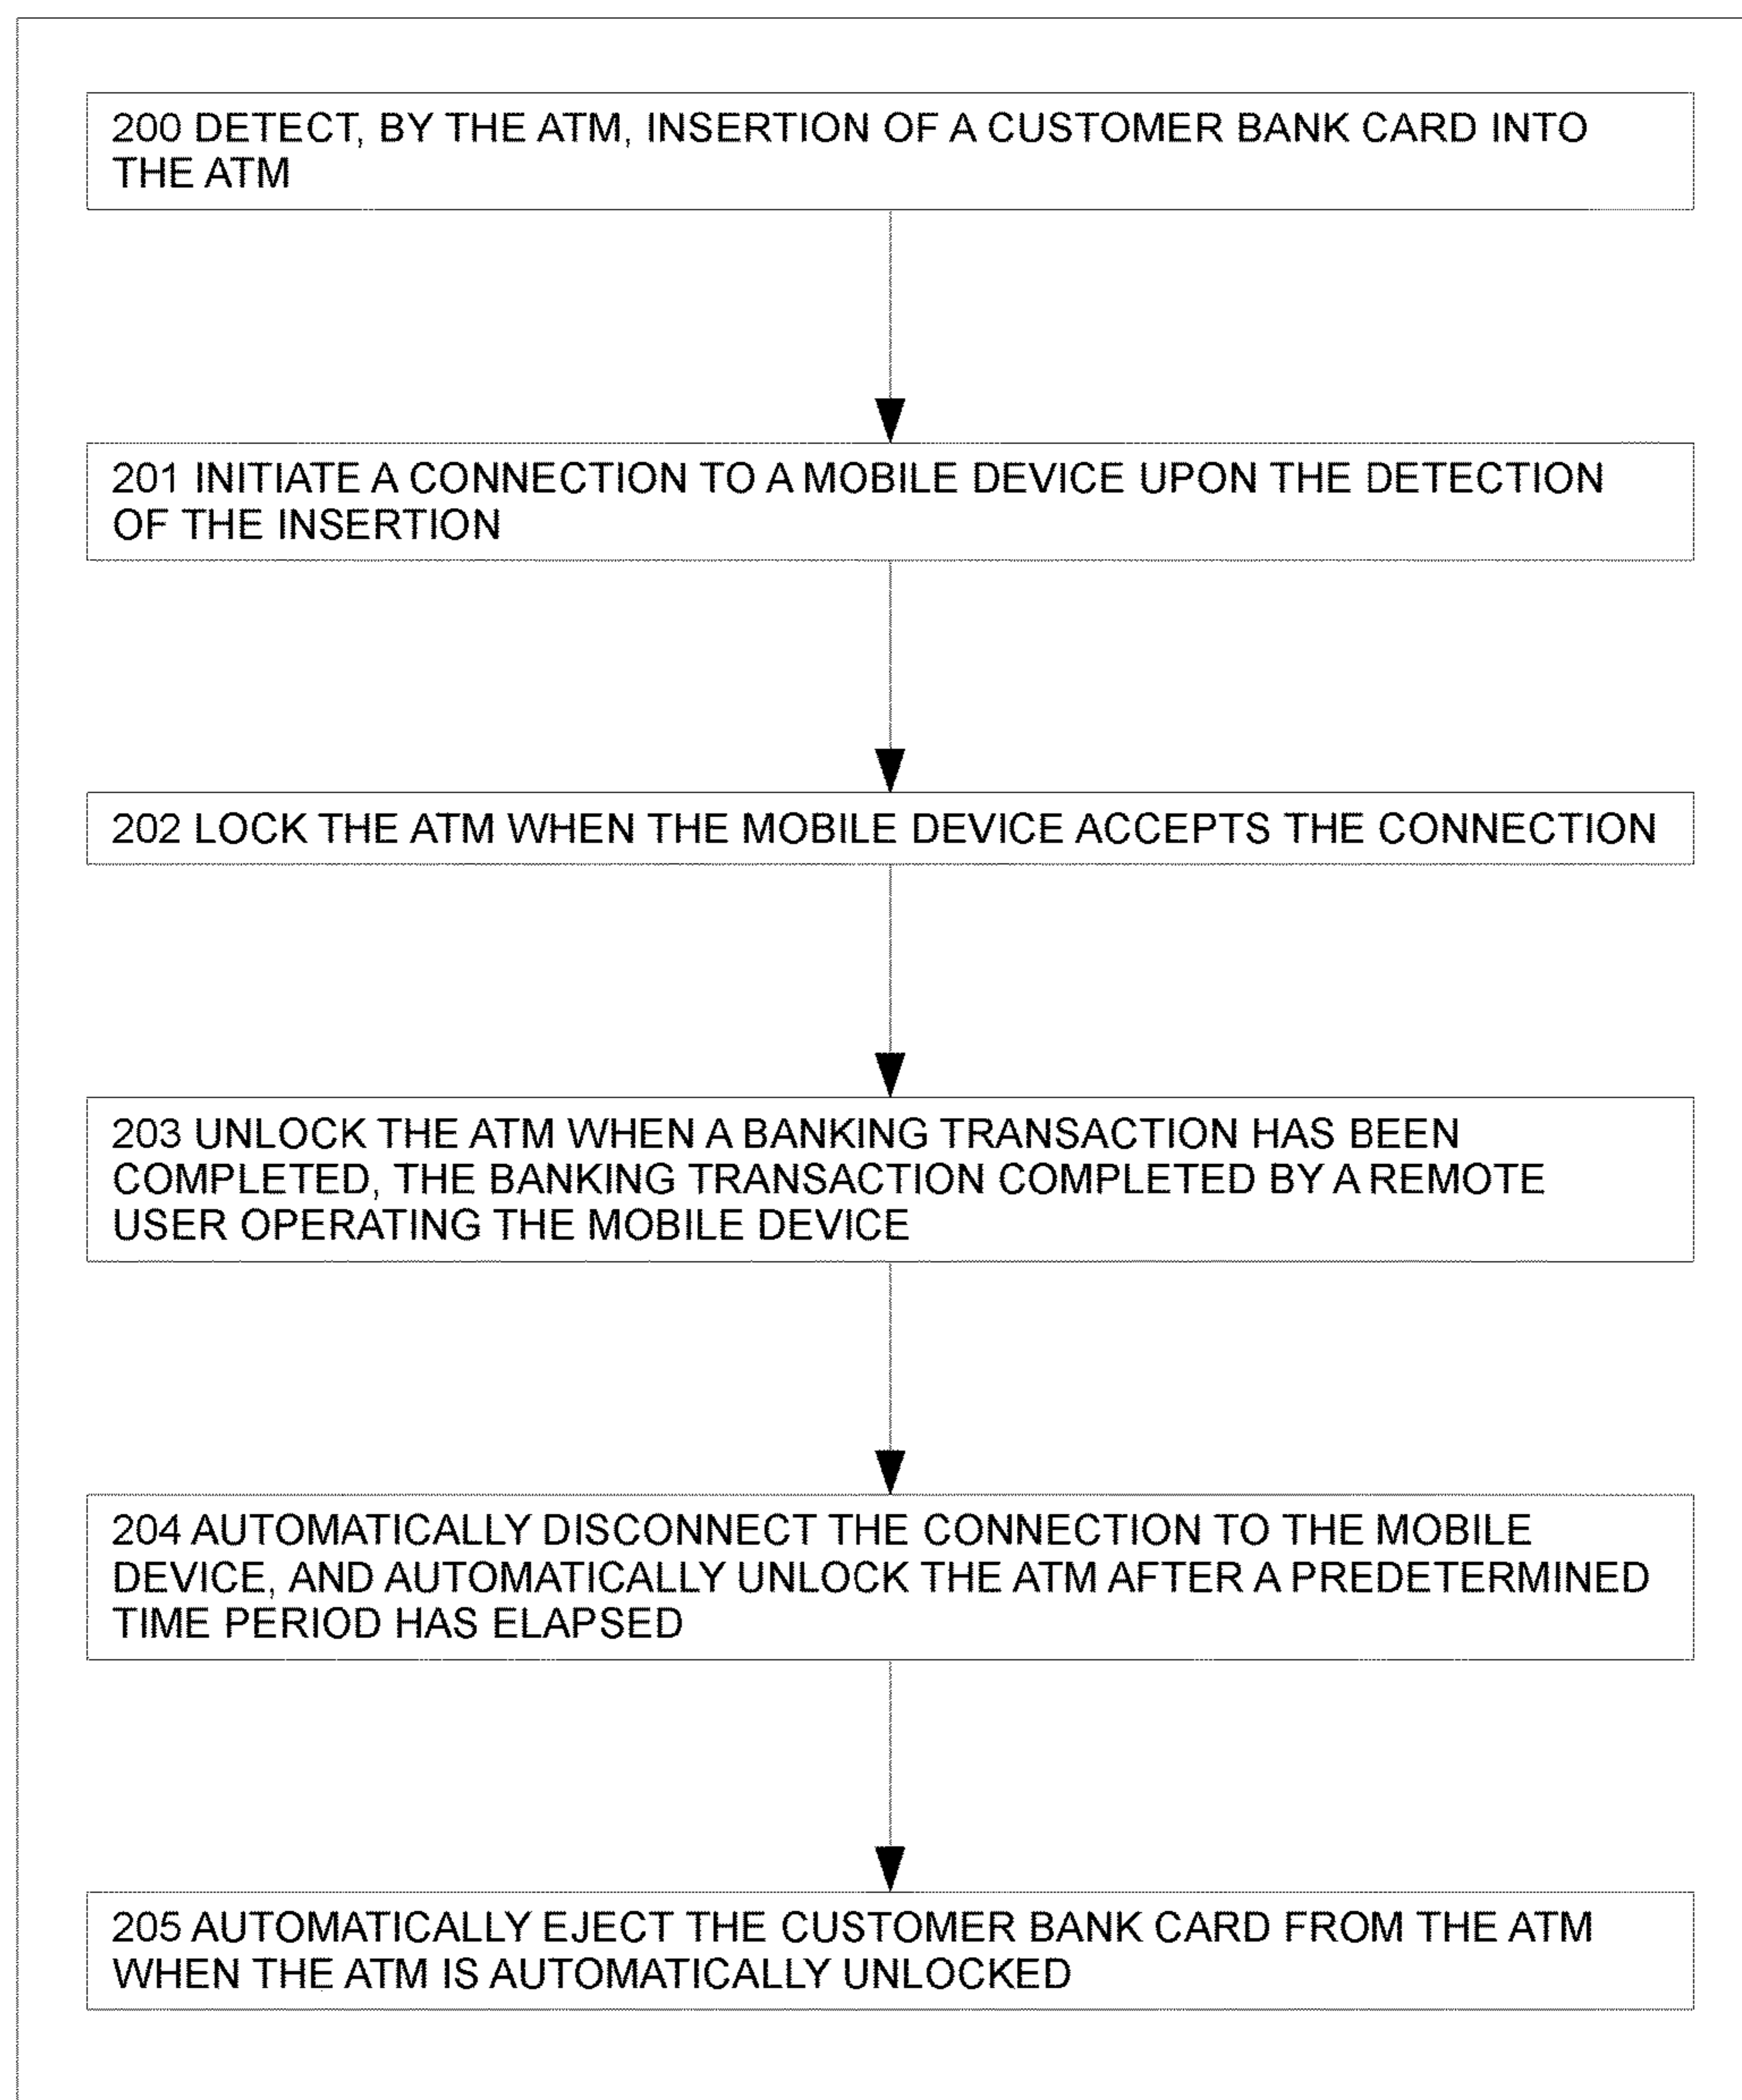 200 DETECT, BY THE ATM, INSERTION OF A CUSTOMER BANK CARD INTO
THE ATM
201 INITIATE A CONNECTION TO A MOBILE DEVICE UPON THE DETECTION
OF THE INSERTION
202 LOCK THE ATM WHEN THE MOBILE DEVICE ACCEPTS THE CONNECTION
203 UNLOCK THE ATM WHEN A BANKING TRANSACTION HAS BEEN
COMPLETED, THE BANKING TRANSACTION COMPLETED BY A REMOTE
USER OPERATING THE MOBILE DEVICE
204 AUTOMATICALLY DISCONNECT THE CONNECTION TO THE MOBILE
DEVICE, AND AUTOMATICALLY UNLOCK THE ATM AFTER A PREDETERMINED
TIME PERIOD HAS ELAPSED
205 AUTOMATICALLY EJECT THE CUSTOMER BANK CARD FROM THE ATM
WHEN THE ATM IS AUTOMATICALLY UNLOCKED